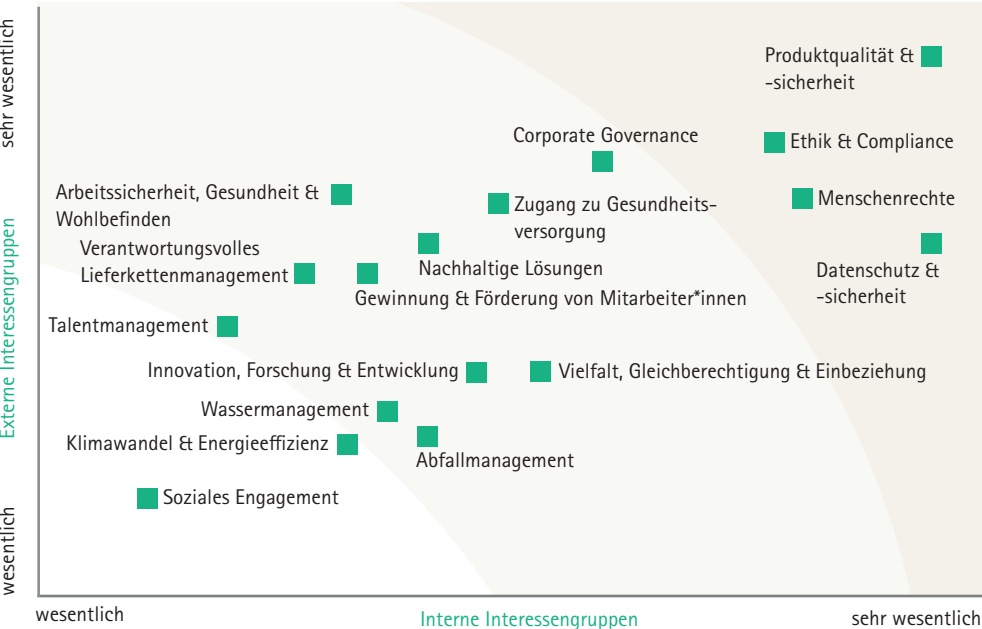 sehr wesentlich
Externe Interessengruppen
wesentlich
Produktqualität &
-sicherheit
Corporate Governance
Ethik & Compliance
Arbeitssicherheit, Gesundheit &
Wohlbefinden
Zugang zu Gesundheits-
versorgung
Menschenrechte
Verantwortungsvolles
Lieferkettenmanagement
Nachhaltige Lösungen
Datenschutz &
-sicherheit
Gewinnung & Förderung von Mitarbeiter*innen
Talentmanagement
Innovation, Forschung & Entwicklung
Vielfalt, Gleichberechtigung & Einbeziehung
Wassermanagement
Klimawandel & Energieeffizienz
Abfallmanagement
Soziales Engagement
wesentlich
Interne Interessengruppen
sehr wesentlich